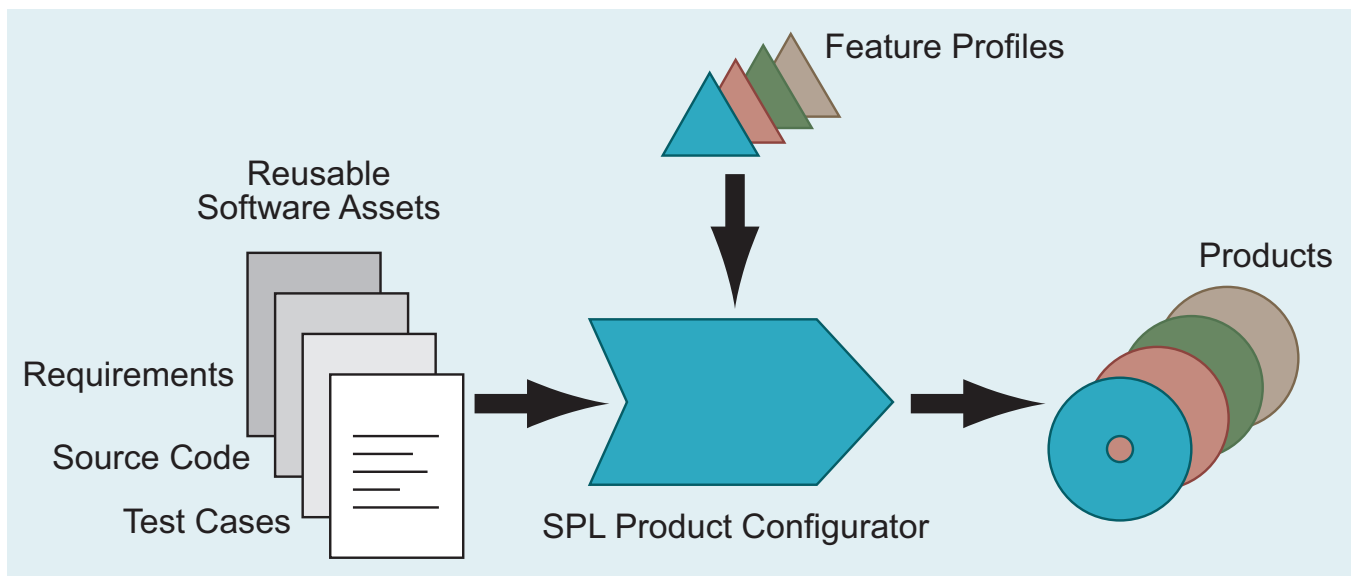 Feature Profiles
Reusable
Software Assets
Products
Requirements
Source Code
Test Cases
SPL Product Configurator